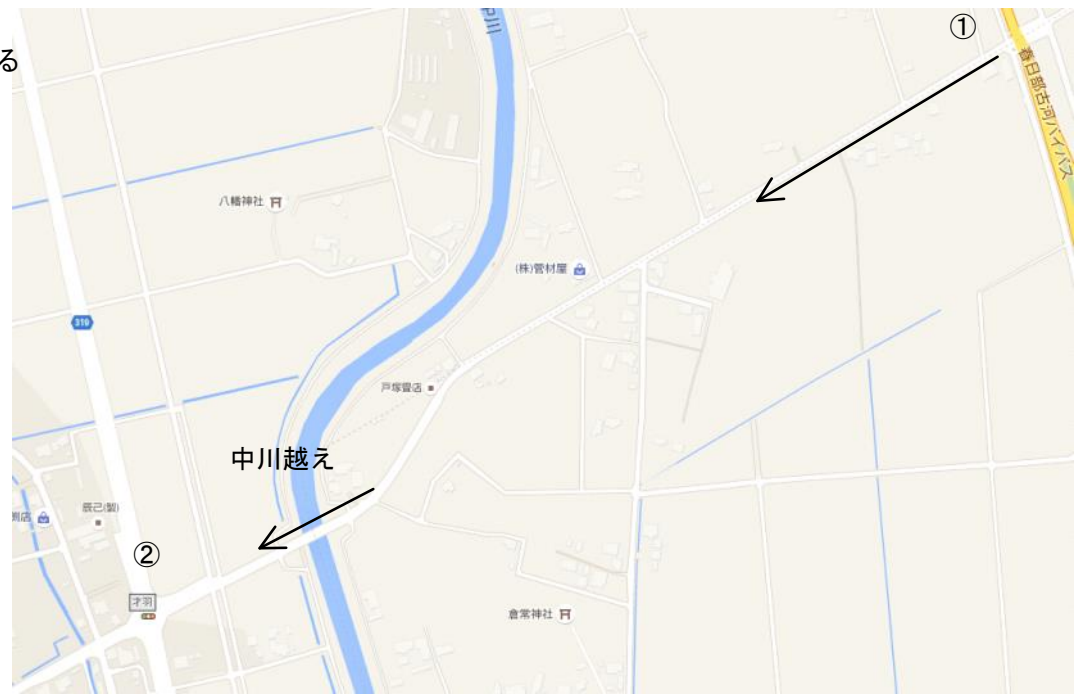 ①
る
中川
春日部古河バイパス
八幡神社
(株)管材屋
319
戸塚畳店
中川越え
辰己(製)
②
才羽
倉常神社